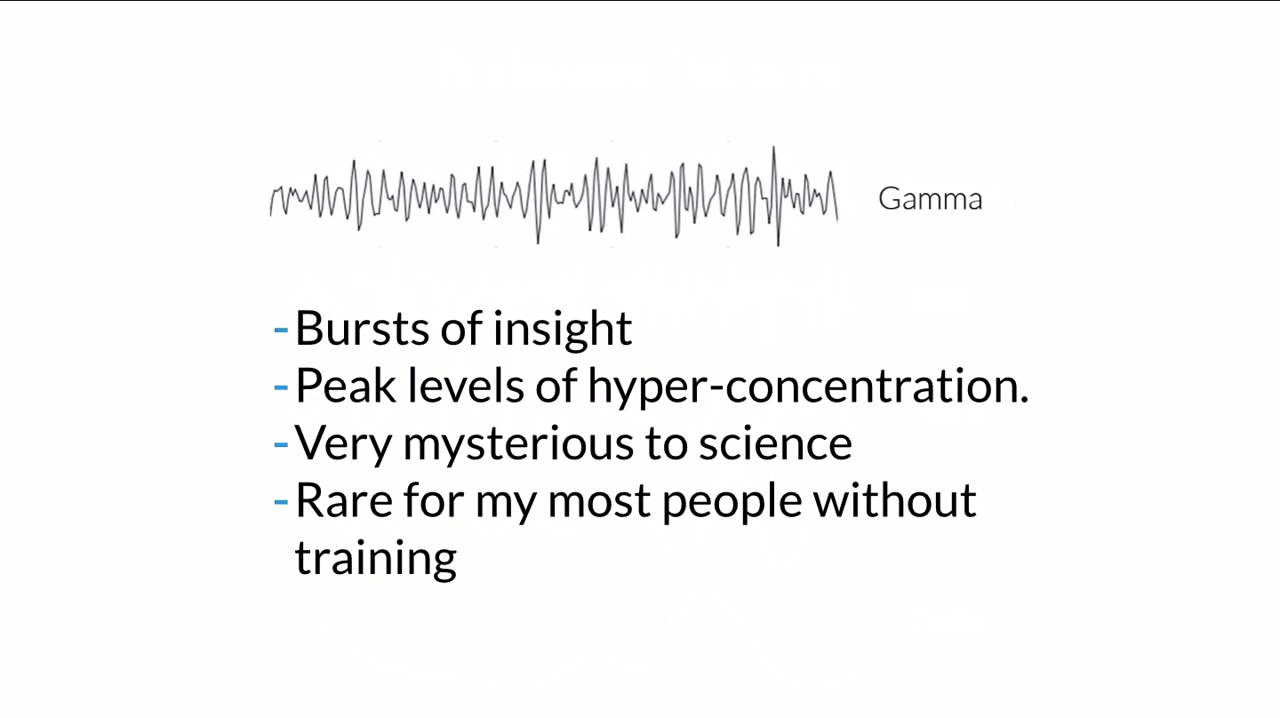 Gamma
-Bursts of insight
-Peak levels of hyper-concentration.
-Very mysterious to science
-Rare for my most people without
training